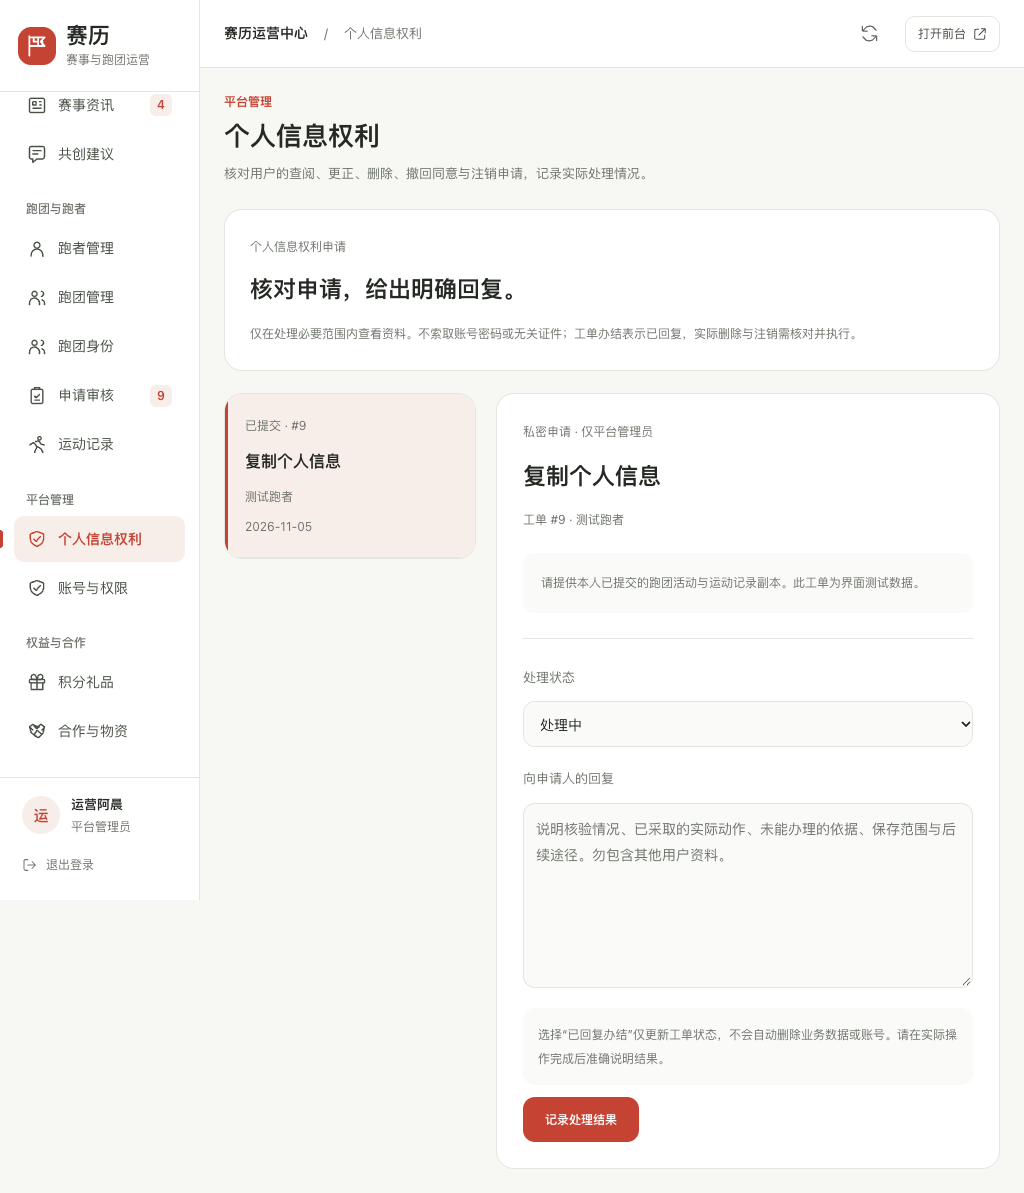 赛历
赛事与跑团运营
赛事资讯
4
共创建议
跑团与跑者
跑者管理
跑团管理
跑团身份
申请审核
9
运动记录
平台管理
个人信息权利
账号与权限
权益与合作
积分礼品
合作与物资
运
运营阿晨
平台管理员
退出登录
赛历运营中心 / 个人信息权利
打开前台
平台管理
个人信息权利
核对用户的查阅、更正、删除、撤回同意与注销申请，记录实际处理情况。
个人信息权利申请
核对申请，给出明确回复。
仅在处理必要范围内查看资料。不索取账号密码或无关证件；工单办结表示已回复，实际删除与注销需核对并执行。
已提交 · #9
复制个人信息
测试跑者
2026-11-05
私密申请 · 仅平台管理员
复制个人信息
工单 #9 · 测试跑者
请提供本人已提交的跑团活动与运动记录副本。此工单为界面测试数据。
处理状态
处理中
向申请人的回复
说明核验情况、已采取的实际动作、未能办理的依据、保存范围与后
续途径。勿包含其他用户资料。
选择“已回复办结”仅更新工单状态，不会自动删除业务数据或账号。请在实际操
作完成后准确说明结果。
记录处理结果